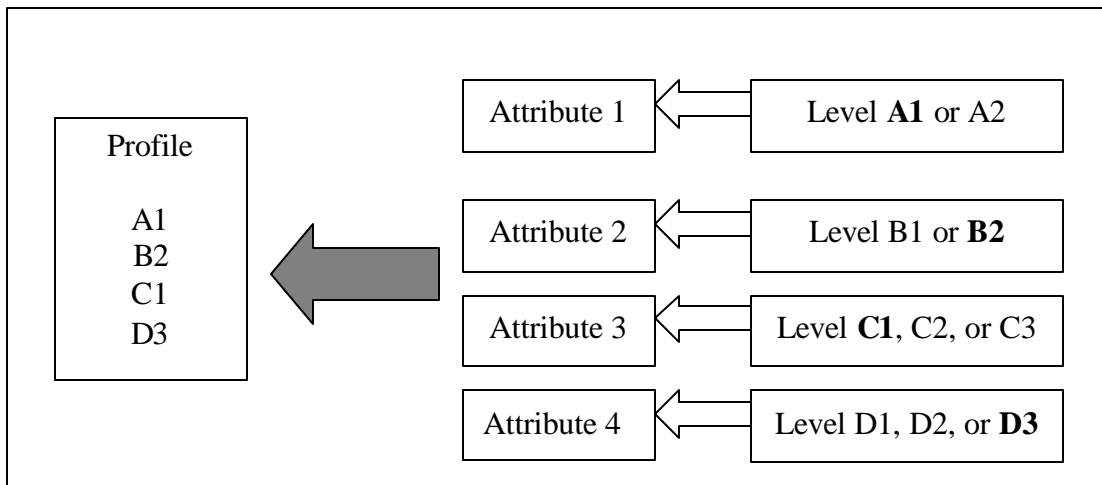 Profile
A1
B2
C1
D3
Attribute 1
Level A1 or A2
Attribute 2
Level B1 or B2
Attribute 3
Level C1, C2, or C3
Attribute 4
Level D1, D2, or D3